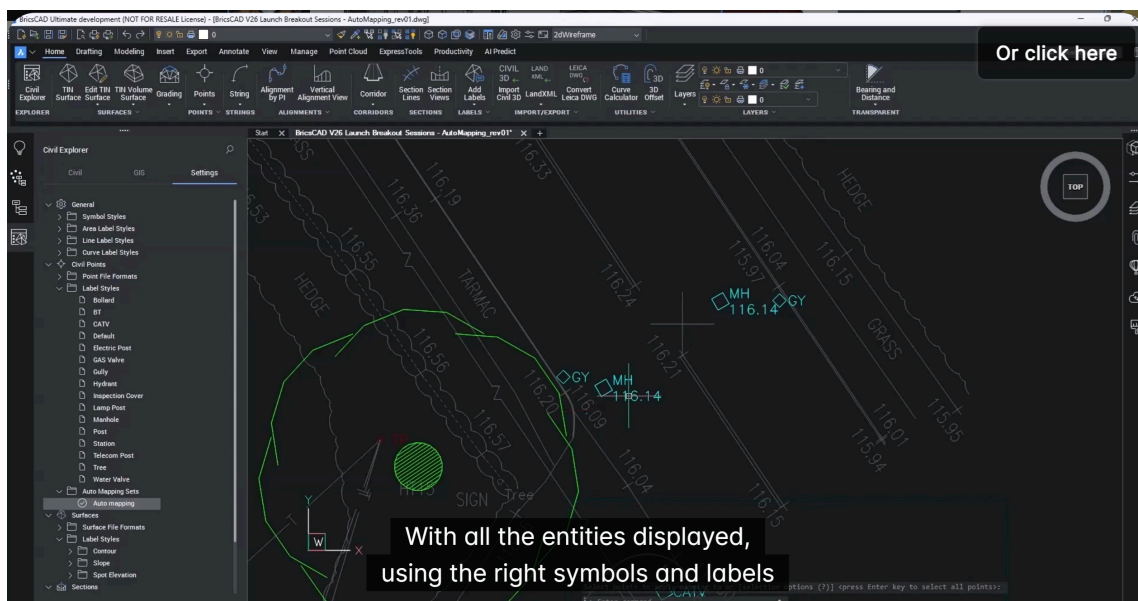 BricsCAD Ultimate development (NOT FOR RESALE License) - [BricsCAD V26 Launch Breakout Sessions - AutoMapping_rev01.dwg]
0
2dWireframe
Or click here
Home Drafting Modeling Insert Export Annotate View Manage Point Cloud ExpressTools Productivity AI Predict
Civil Explorer
TIN Surface
Edit TIN Surface
TIN Volume Surface
Grading
Points
String
Alignment by PI
Vertical Alignment View
Corridor
Section Lines
Section Views
Add Labels
CIVIL 3D
Import Civil 3D
LAND XML
LandXML
LEICA DWG
Convert Leica DWG
Curve Calculator
3D
3D Offset
Layers
0
0
Bearing and Distance
EXPLORER SURFACES POINTS STRINGS ALIGNMENTS CORRIDORS SECTIONS LABELS IMPORT/EXPORT UTILITIES LAYERS TRANSPARENT
Start BricsCAD V26 Launch Breakout Sessions - AutoMapping_rev01*
Civil Explorer
Civil GIS Settings
General
Symbol Styles
Area Label Styles
Line Label Styles
Curve Label Styles
Civil Points
Point File Formats
Label Styles
Bollard
BT
CATV
Default
Electric Post
GAS Valve
Gully
Hydrant
Inspection Cover
Lamp Post
Manhole
Post
Station
Telecom Post
Tree
Water Valve
Auto Mapping Sets
Auto mapping
Surfaces
Surface File Formats
Label Styles
Contour
Slope
Spot Elevation
Sections
116.33
116.19
116.36
116.55
HEDGE
TARMAC
116.24
HEDGE
116.04
115.97
116.15
MH
116.14
GY
GRASS
116.56
116.21
GY
MH
116.14
116.20
116.09
116.57
116.01
115.95
115.94
116.04
116.15
SIGN
Tree
TOP
Y
W
X
CATV
options (?)] <press Enter key to select all points>:
With all the entities displayed,
using the right symbols and labels